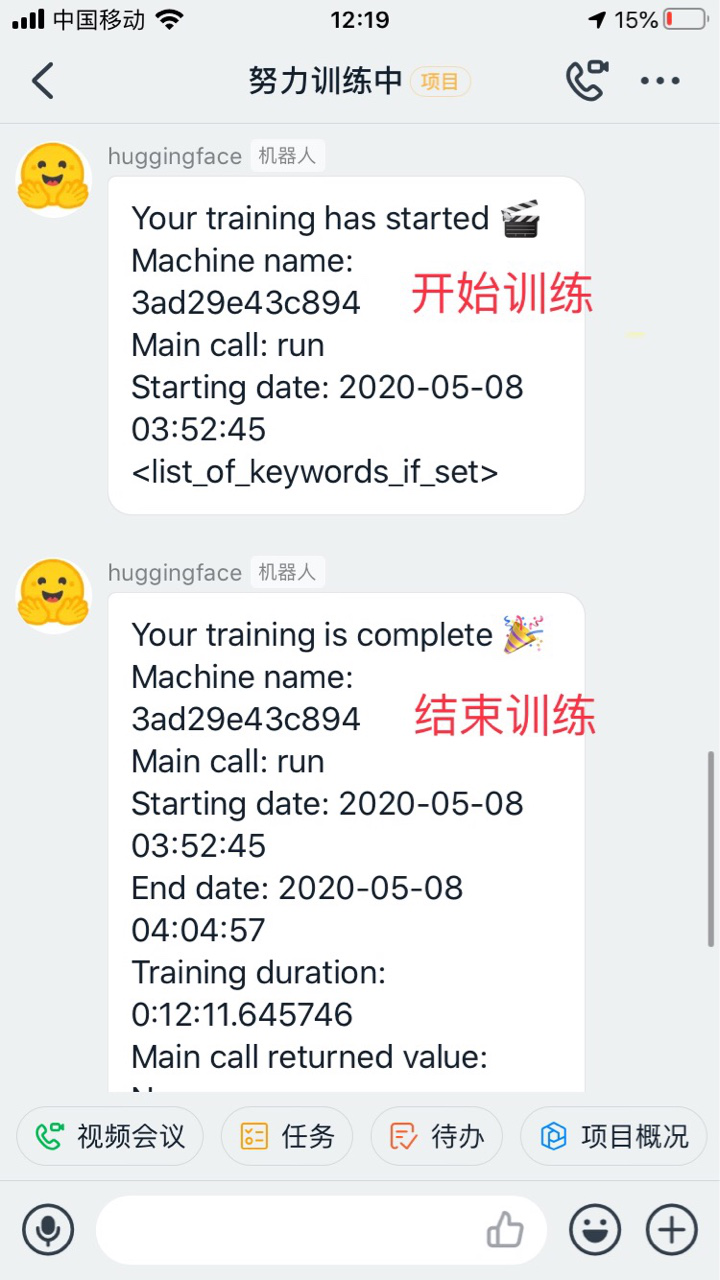 中国移动
12:19
15%
努力训练中 项目
huggingface 机器人
Your training has started 🎬
Machine name:
3ad29e43c894
开始训练
Main call: run
Starting date: 2020-05-08
03:52:45
<list_of_keywords_if_set>
huggingface 机器人
Your training is complete 🎉
Machine name:
3ad29e43c894
结束训练
Main call: run
Starting date: 2020-05-08
03:52:45
End date: 2020-05-08
04:04:57
Training duration:
0:12:11.645746
Main call returned value:
视频会议 任务 待办 项目概况